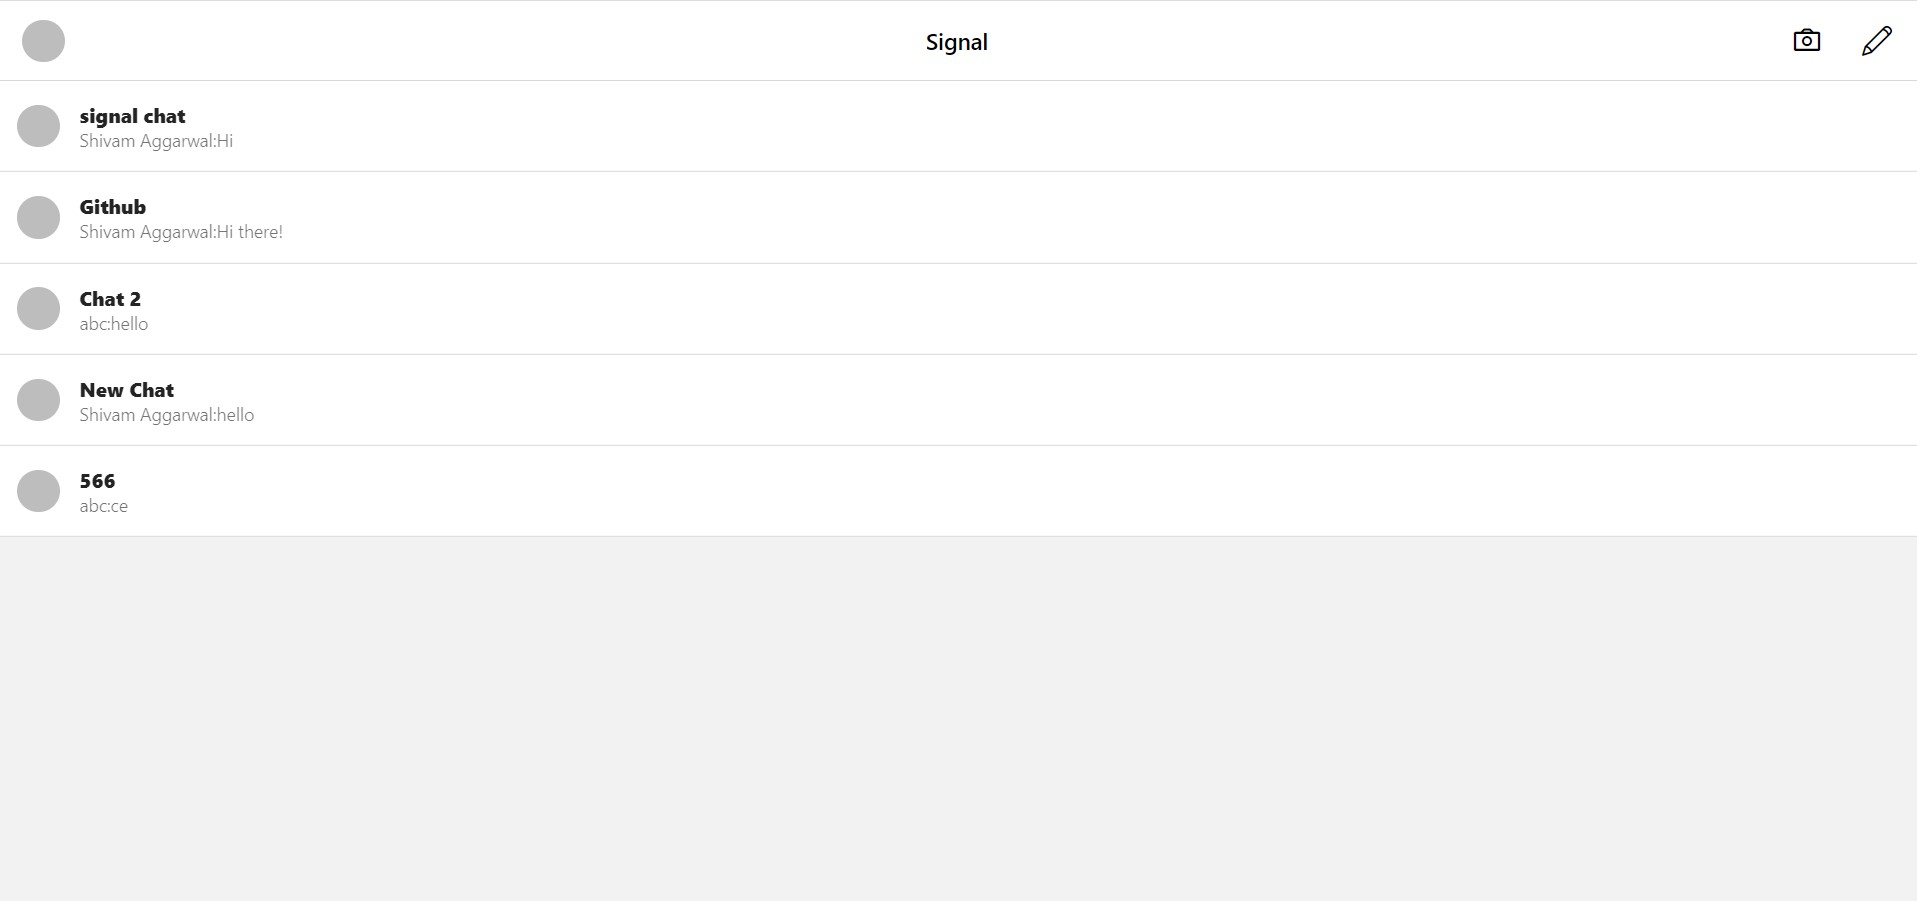 Signal
signal chat
Shivam Aggarwal:Hi
Github
Shivam Aggarwal:Hi there!
Chat 2
abc:hello
New Chat
Shivam Aggarwal:hello
566
abc:ce